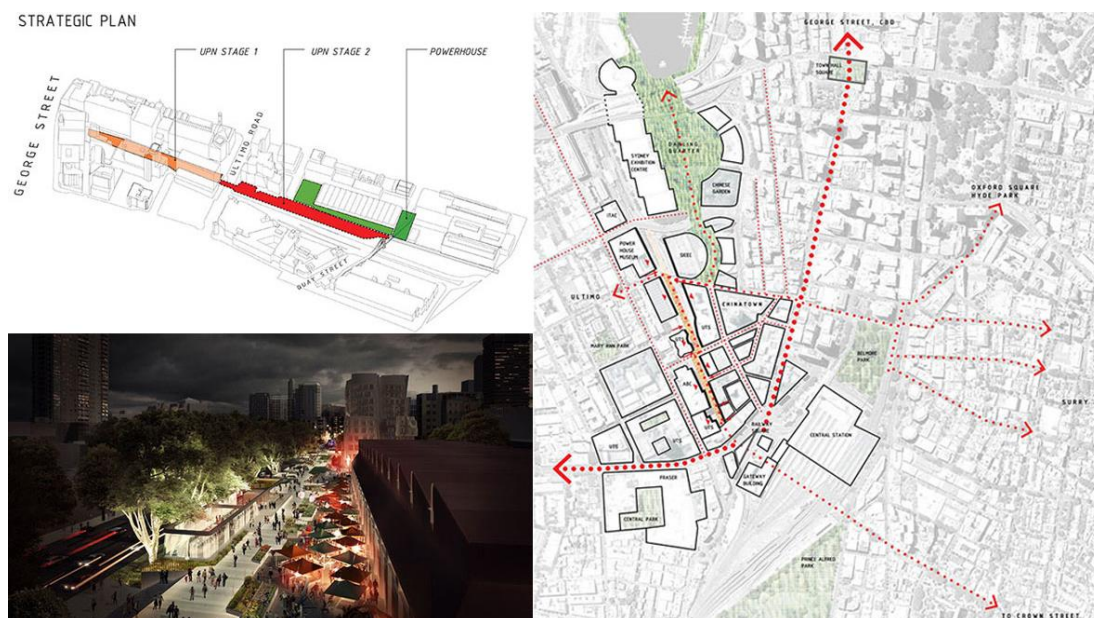 STRATEGIC PLAN
UPN STAGE 1
UPN STAGE 2
POWERHOUSE
GEORGE STREET
ULTIMO ROAD
QUAY STREET
GEORGE STREET, CBD
TOWN HALL
SQUARE
DARLING
QUARTER
SYDNEY
EXHIBITION
CENTRE
CHINESE
GARDEN
OXFORD SQUARE
HYDE PARK
ITAC
POWER
HOUSE
MUSEUM
ULTIMO
CHINATOWN
UTS
MARY ANN PARK
UTS
BELMORE
PARK
ABC
SURRY
UTS
RAILWAY
SQUARE
CENTRAL STATION
UTS
UTS
FRASER
GATEWAY
BUILDING
CENTRAL PARK
PRINCE ALFRED
PARK
TO CROWN STREET